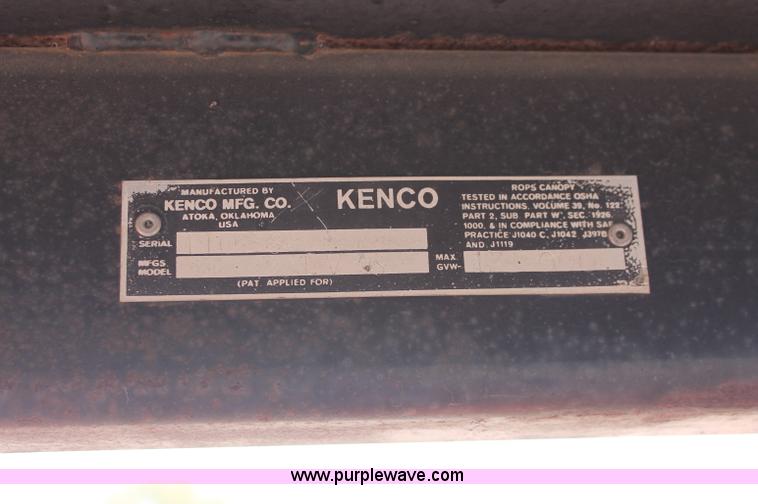 MANUFACTURED BY
KENCO MFG. CO.
ATOKA, OKLAHOMA
USA
KENCO
ROPS CANOPY
TESTED IN ACCORDANCE OSHA
INSTRUCTIONS, VOLUME 39, No. 122
PART 2, SUB PART W, SEC. 1926.
1000, & IN COMPLIANCE WITH
PRACTICE J1040 C, J1042 J397B
AND J1119
SERIAL
MFGS
MODEL
MAX.
GVW-
(PAT. APPLIED FOR)
www.purplewave.com